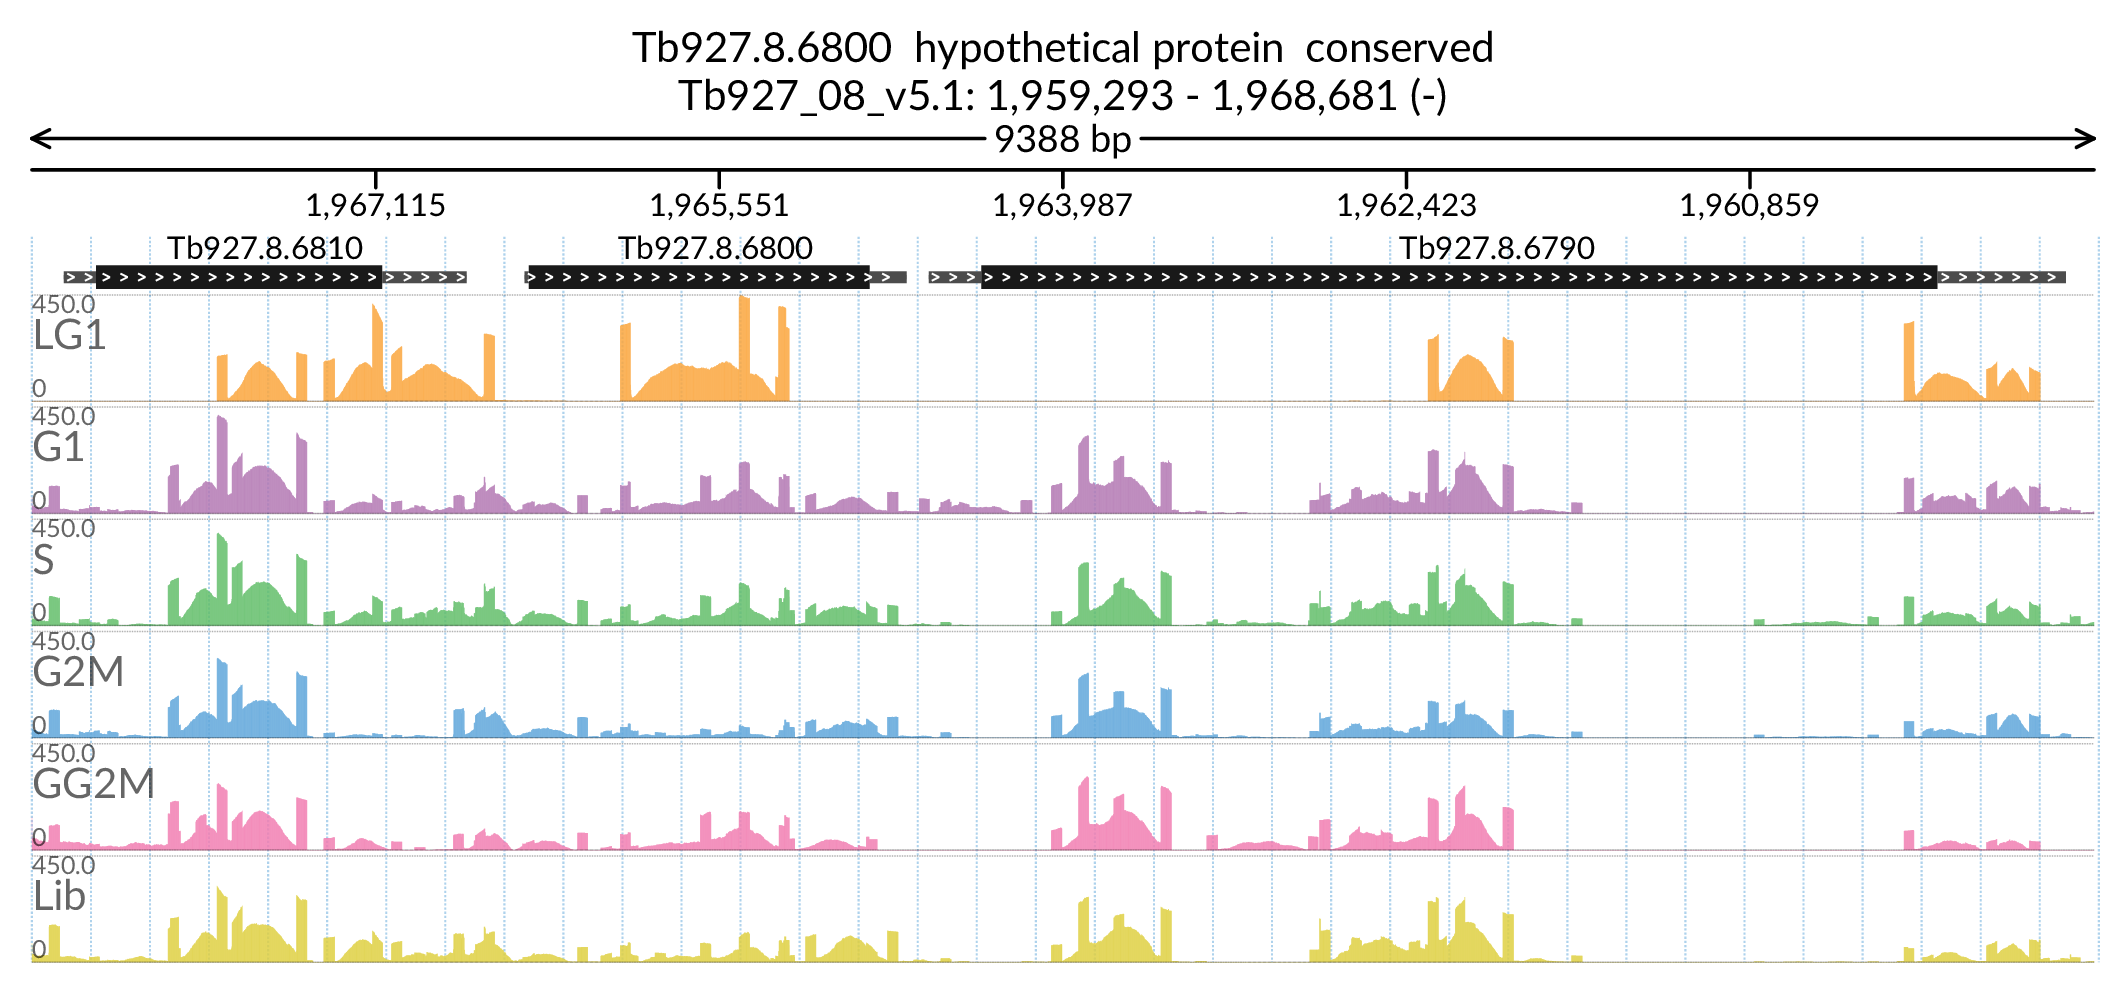 Tb927.8.6800 hypothetical protein conserved
Tb927_08_v5.1: 1,959,293 - 1,968,681 (-)
9388 bp
1,967,115 1,965,551 1,963,987 1,962,423 1,960,859
Tb927.8.6810 Tb927.8.6800 Tb927.8.6790
450.0
LG1
0
450.0
G1
0
450.0
S
0
450.0
G2M
0
450.0
GG2M
0
450.0
Lib
0